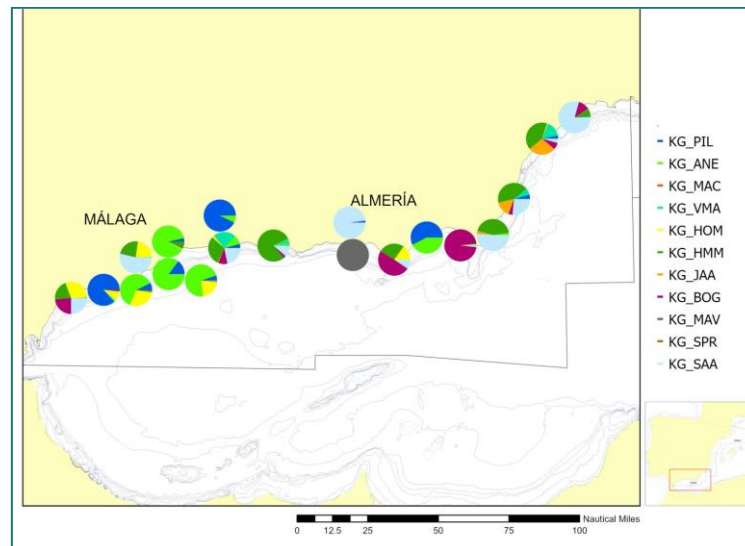 MÁLAGA
ALMERÍA
KG_PIL
KG_ANE
KG_MAC
KG_VMA
KG_HOM
KG_HMM
KG_JAA
KG_BOG
KG_MAV
KG_SPR
KG_SAA
Nautical Miles
0 12.5 25 50 75 100